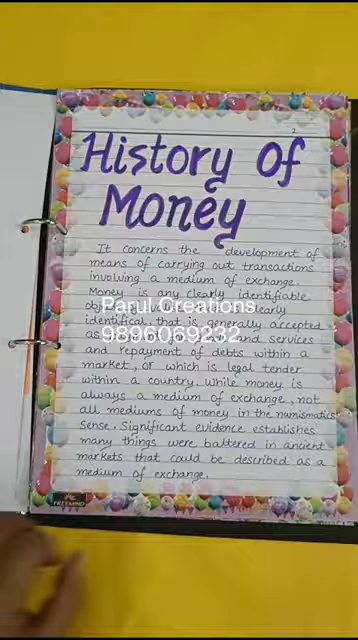 History Of
Money
It concerns the development of
means of carrying out transactions
involving a medium of exchange.
Money is any clearly identifiable
obj clearly
identifical, that is generally accepted
as and services
and repayment of debts within a
market, or which is legal tender
within a country. While money is
always a medium of exchange, not
all mediums of money in the numismatics
sense. Significant evidence establishes
many things were baltered in ancient
markets that could be described as a
medium of exchange.
Parul Creations
9896069232
FREEMIND